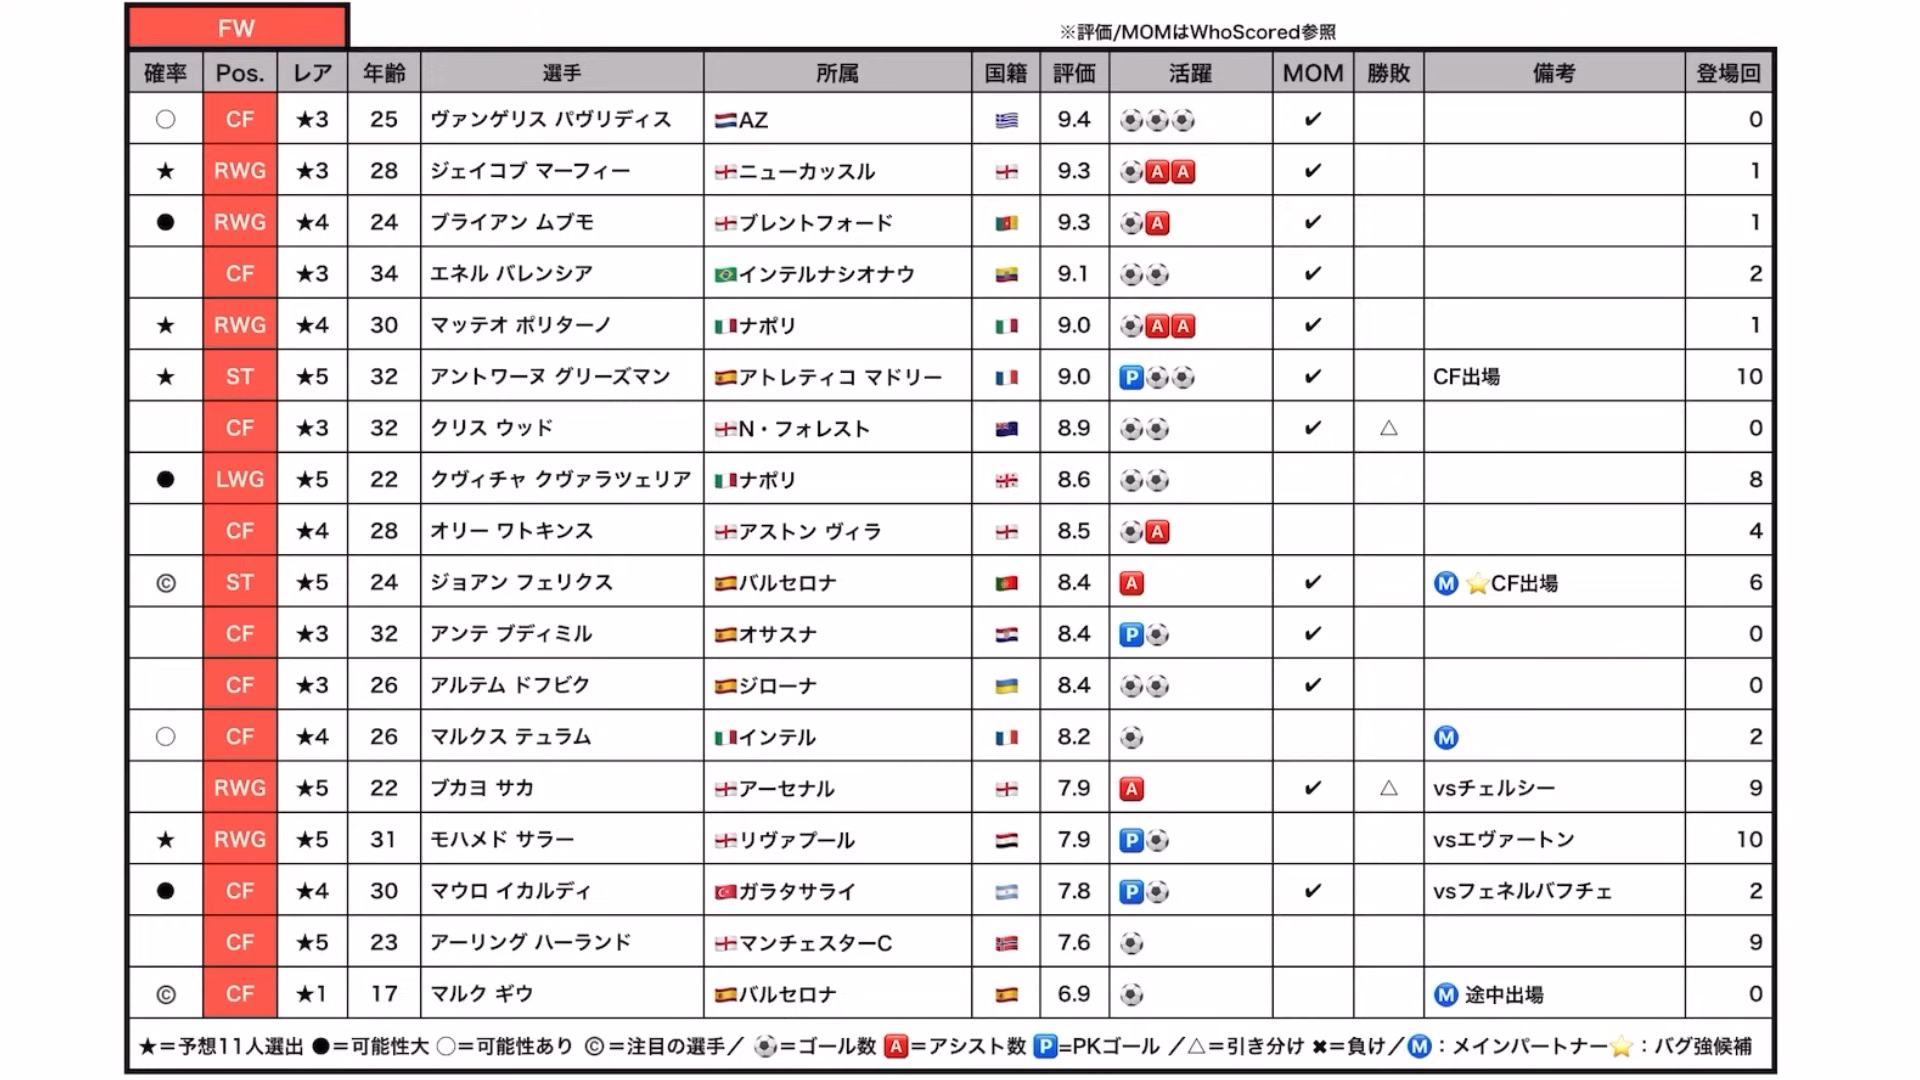 FW
※評価/MOMはWhoScored参照
確率 Pos. レア 年齢 選手 所属 国籍 評価 活躍 MOM 勝敗 備考 登場回
○ CF ★3 25 ヴァンゲリス パヴリディス AZ 9.4 ✔ 0
★ RWG ★3 28 ジェイコブ マーフィー ニューカッスル 9.3 A A ✔ 1
● RWG ★4 24 ブライアン ムブモ ブレントフォード 9.3 A ✔ 1
CF ★3 34 エネル バレンシア インテルナシオナウ 9.1 ✔ 2
★ RWG ★4 30 マッテオ ポリターノ ナポリ 9.0 A A ✔ 1
★ ST ★5 32 アントワーヌ グリーズマン アトレティコ マドリー 9.0 P ✔ CF出場 10
CF ★3 32 クリス ウッド N・フォレスト 8.9 ✔ △ 0
● LWG ★5 22 クヴィチャ クヴァラツェリア ナポリ 8.6 8
CF ★4 28 オリー ワトキンス アストン ヴィラ 8.5 A 4
© ST ★5 24 ジョアン フェリクス バルセロナ 8.4 A ✔ M ⭐CF出場 6
CF ★3 32 アンテ ブディミル オサスナ 8.4 P ✔ 0
CF ★3 26 アルテム ドフビク ジローナ 8.4 ✔ 0
○ CF ★4 26 マルクス テュラム インテル 8.2 M 2
RWG ★5 22 ブカヨ サカ アーセナル 7.9 A ✔ △ vsチェルシー 9
★ RWG ★5 31 モハメド サラー リヴァプール 7.9 P vsエヴァートン 10
● CF ★4 30 マウロ イカルディ ガラタサライ 7.8 P ✔ vsフェネルバフチェ 2
CF ★5 23 アーリング ハーランド マンチェスターC 7.6 9
© CF ★1 17 マルク ギウ バルセロナ 6.9 M 途中出場 0
★=予想11人選出 ●=可能性大 ○=可能性あり ©=注目の選手/ ⚽=ゴール数 A=アシスト数 P=PKゴール /△=引き分け ✖=負け/M：メインパートナー⭐：バグ強候補